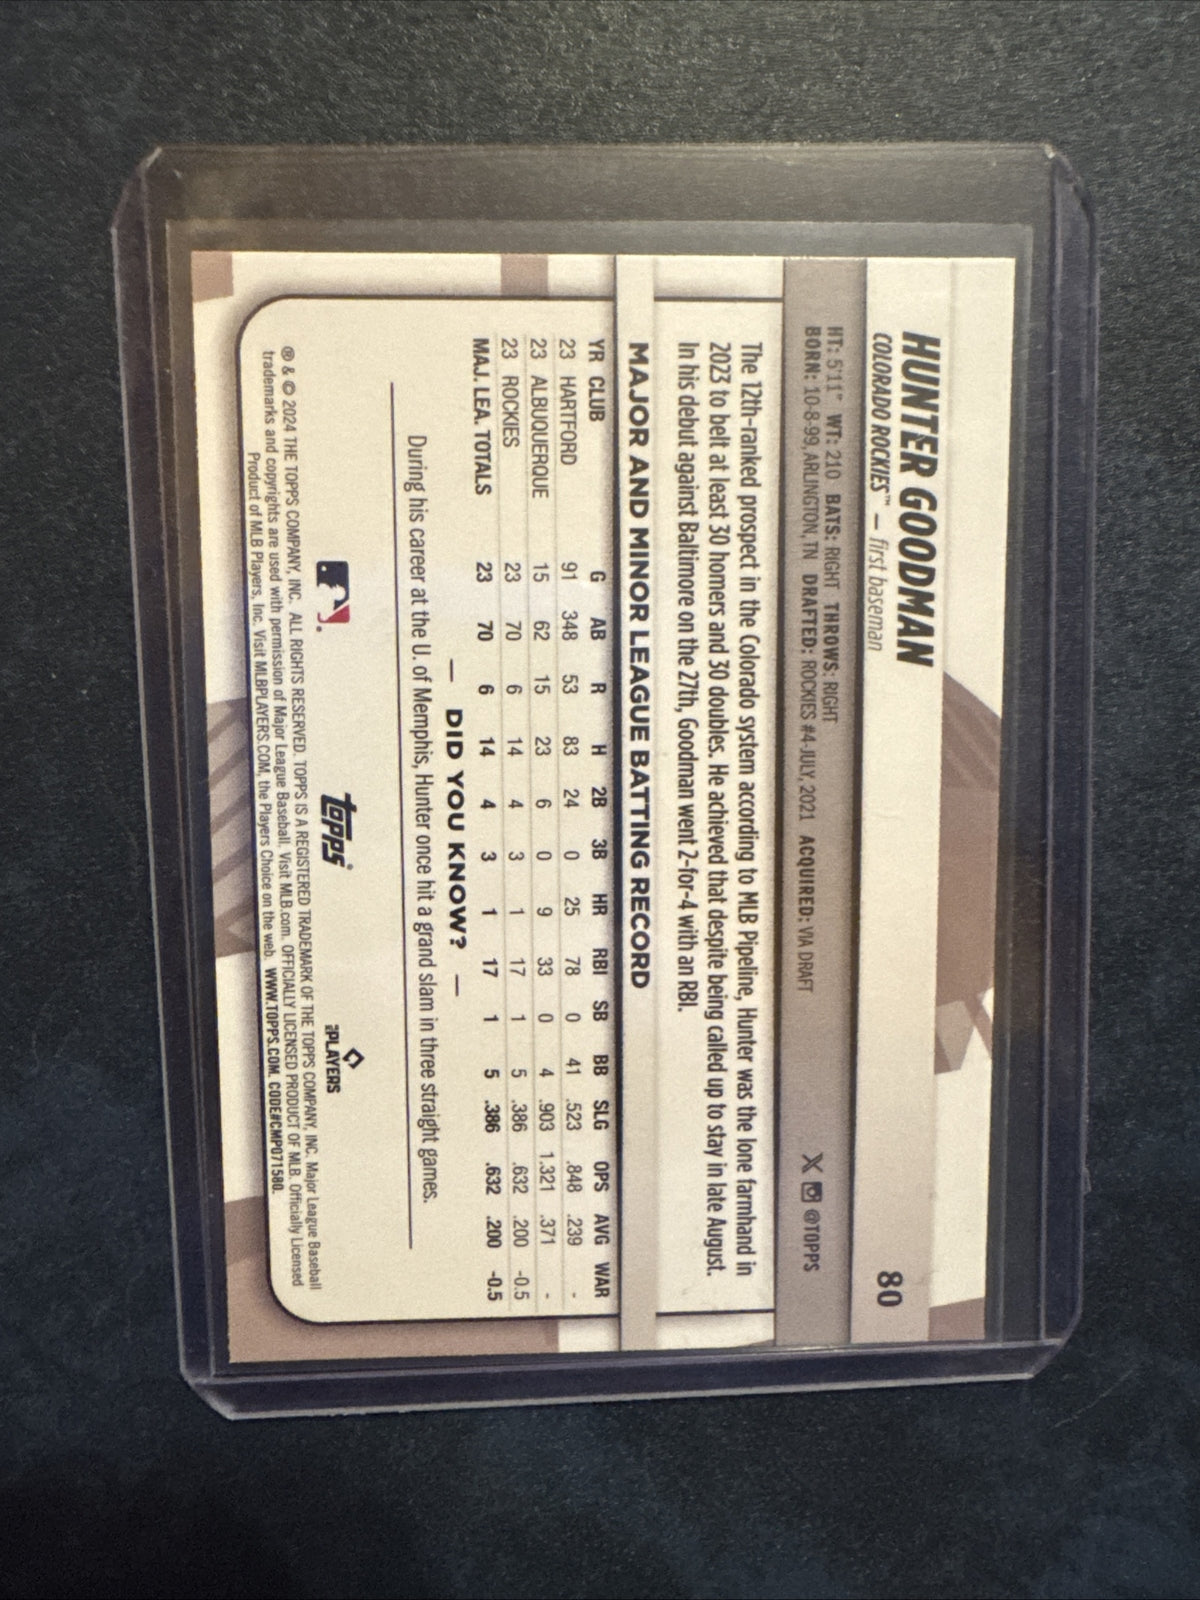 HUNTER GOODMAN
80
COLORADO ROCKIES™ – first baseman
HT: 5'11" WT: 210 BATS: RIGHT THROWS: RIGHT
BORN: 10-8-99, ARLINGTON, TN DRAFTED: ROCKIES #4-JULY, 2021 ACQUIRED: VIA DRAFT
@TOPPS
The 12th-ranked prospect in the Colorado system according to MLB Pipeline, Hunter was the lone farmhand in
2023 to belt at least 30 homers and 30 doubles. He achieved that despite being called up to stay in late August.
In his debut against Baltimore on the 27th, Goodman went 2-for-4 with an RBI.
MAJOR AND MINOR LEAGUE BATTING RECORD
YR CLUB G AB R H 2B 3B HR RBI SB BB SLG OPS AVG WAR
23 HARTFORD 91 348 53 83 24 0 25 78 0 41 .523 .848 .239 -
23 ALBUQUERQUE 15 62 15 23 6 0 9 33 0 4 .903 1.321 .371 -
23 ROCKIES 23 70 6 14 4 3 1 17 1 5 .386 .632 .200 -0.5
MAJ. LEA. TOTALS 23 70 6 14 4 3 1 17 1 5 .386 .632 .200 -0.5
— DID YOU KNOW? —
During his career at the U. of Memphis, Hunter once hit a grand slam in three straight games.
topps®
PLAYERS
® & © 2024 THE TOPPS COMPANY, INC. ALL RIGHTS RESERVED. TOPPS IS A REGISTERED TRADEMARK OF THE TOPPS COMPANY, INC. Major League Baseball
trademarks and copyrights are used with permission of Major League Baseball. Visit MLB.com. OFFICIALLY LICENSED PRODUCT OF MLB. Officially Licensed
Product of MLB Players, Inc. Visit MLBPLAYERS.COM, the Players Choice on the web. WWW.TOPPS.COM. CODE#CMP071580.